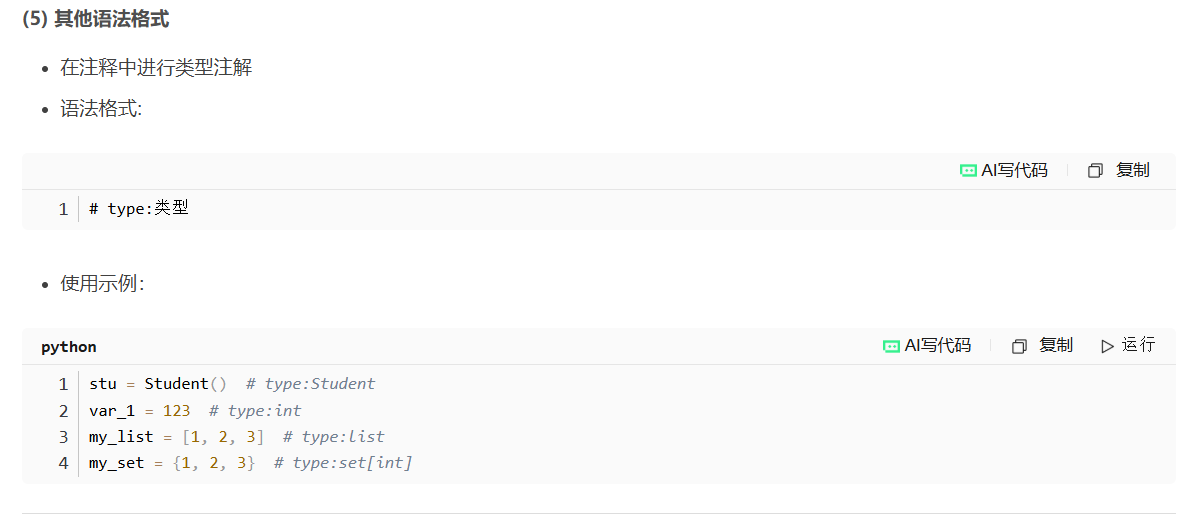 (5) 其他语法格式
在注释中进行类型注解
语法格式:
AI写代码 复制
1 # type:类型
使用示例：
python AI写代码 复制 运行
1 stu = Student()  # type:Student
2 var_1 = 123  # type:int
3 my_list = [1, 2, 3]  # type:list
4 my_set = {1, 2, 3}  # type:set[int]